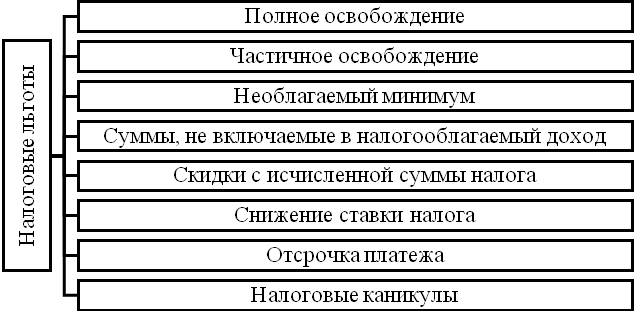 Налоговые льготы
Полное освобождение
Частичное освобождение
Необлагаемый минимум
Суммы, не включаемые в налогооблагаемый доход
Скидки с исчисленной суммы налога
Снижение ставки налога
Отсрочка платежа
Налоговые каникулы